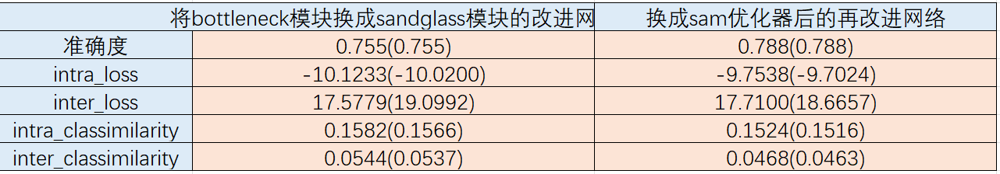 将bottleneck模块换成sandglass模块的改进网 换成sam优化器后的再改进网络
准确度 0.755(0.755) 0.788(0.788)
intra_loss -10.1233(-10.0200) -9.7538(-9.7024)
inter_loss 17.5779(19.0992) 17.7100(18.6657)
intra_classimilarity 0.1582(0.1566) 0.1524(0.1516)
inter_classimilarity 0.0544(0.0537) 0.0468(0.0463)